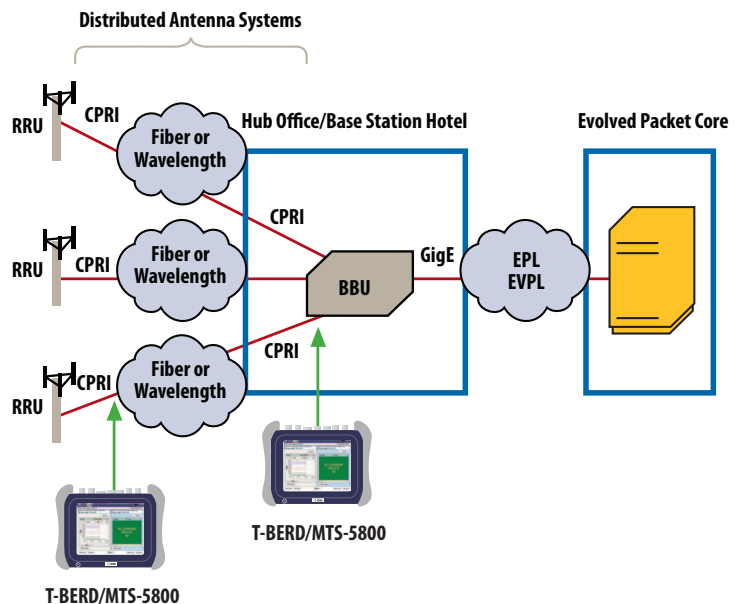 Distributed Antenna Systems
RRU
CPRI
Fiber or
Wavelength
Hub Office/Base Station Hotel
Evolved Packet Core
CPRI
RRU
CPRI
Fiber or
Wavelength
BBU
GigE
EPL
EVPL
CPRI
RRU
CPRI
Fiber or
Wavelength
T-BERD/MTS-5800
T-BERD/MTS-5800